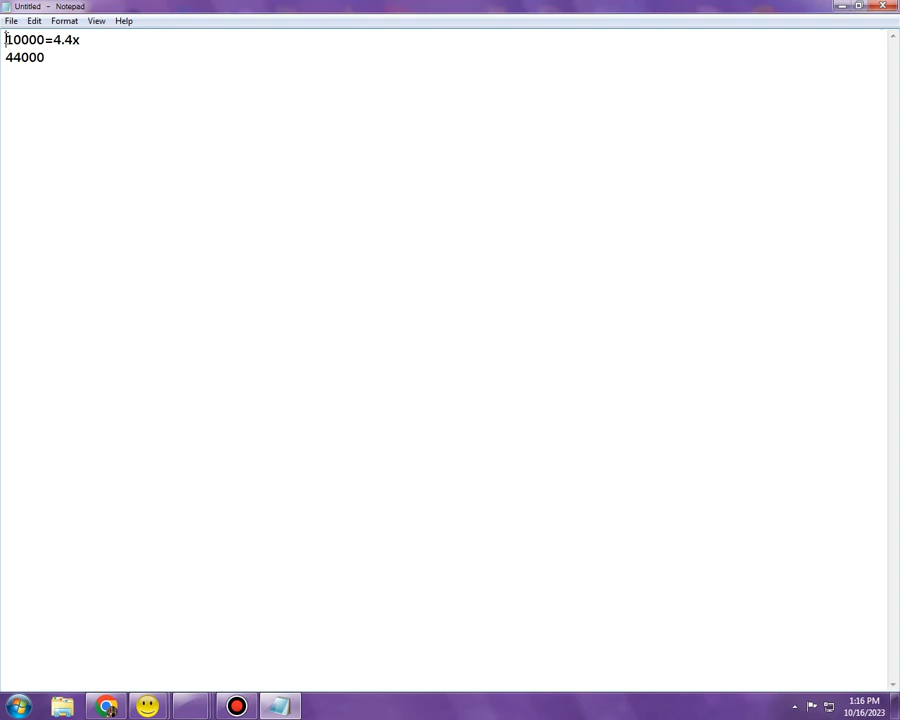 Untitled - Notepad
File Edit Format View Help
10000=4.4x
44000
1:16 PM
10/16/2023